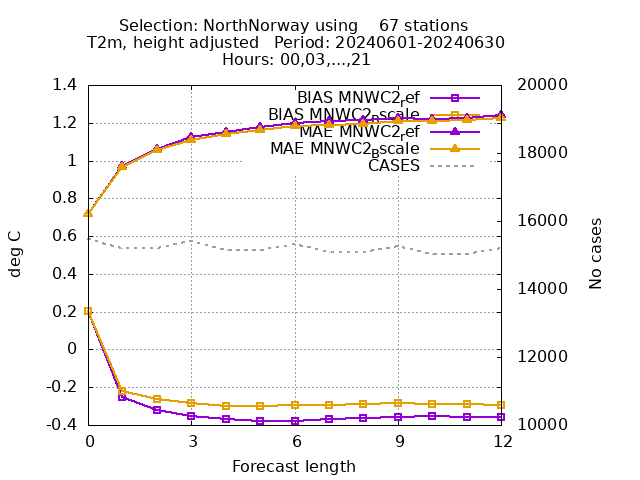 Selection: NorthNorway using 67 stations
T2m, height adjusted Period: 20240601-20240630
Hours: 00,03,...,21
1.4
1.2
1
0.8
0.6
0.4
0.2
0
-0.2
-0.4
deg C
20000
18000
16000
14000
12000
10000
No cases
BIAS MNWC2_ref
BIAS MNWC2_Bscale
MAE MNWC2_ref
MAE MNWC2_Bscale
CASES
0
3
6
9
12
Forecast length